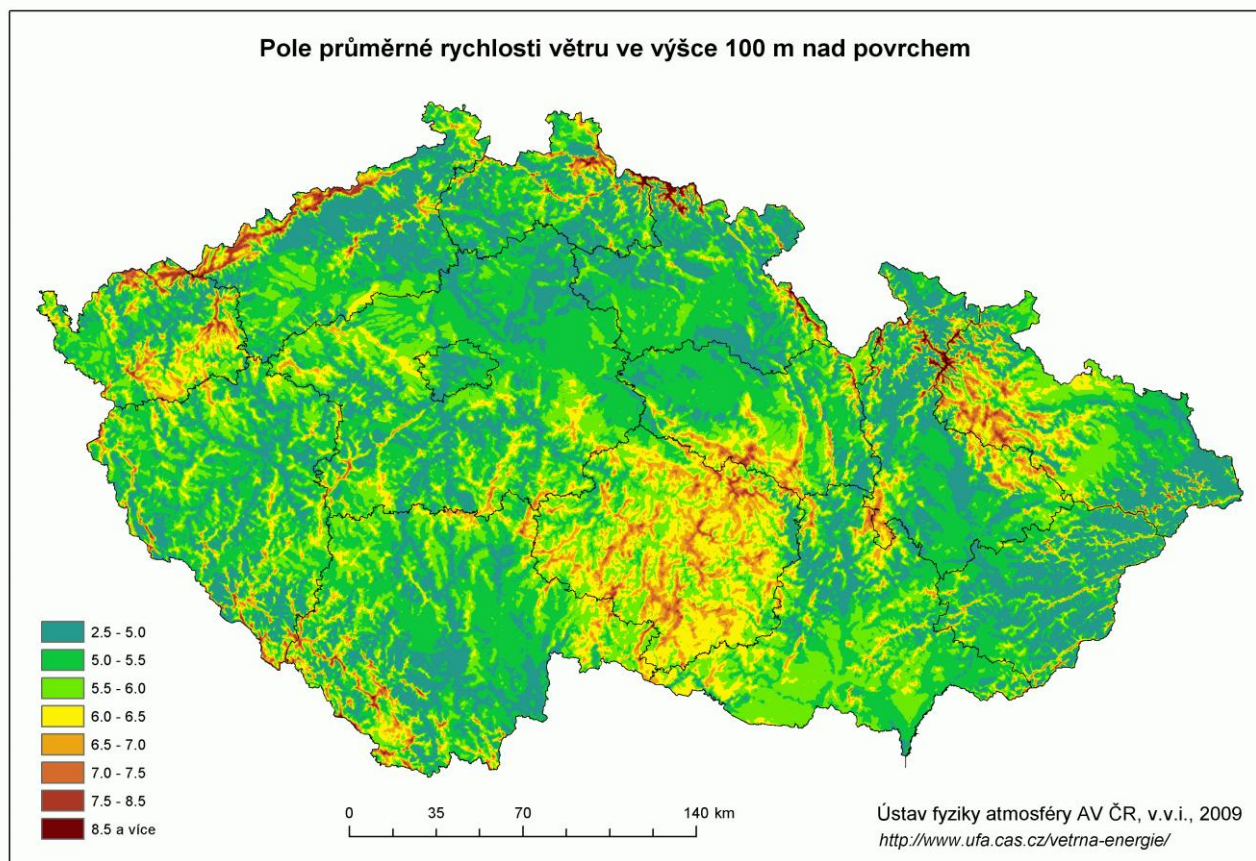 Pole průměrné rychlosti větru ve výšce 100 m nad povrchem
2.5 - 5.0
5.0 - 5.5
5.5 - 6.0
6.0 - 6.5
6.5 - 7.0
7.0 - 7.5
7.5 - 8.5
8.5 a více
0 35 70 140 km
Ústav fyziky atmosféry AV ČR, v.v.i., 2009
http://www.ufa.cas.cz/vetrna-energie/